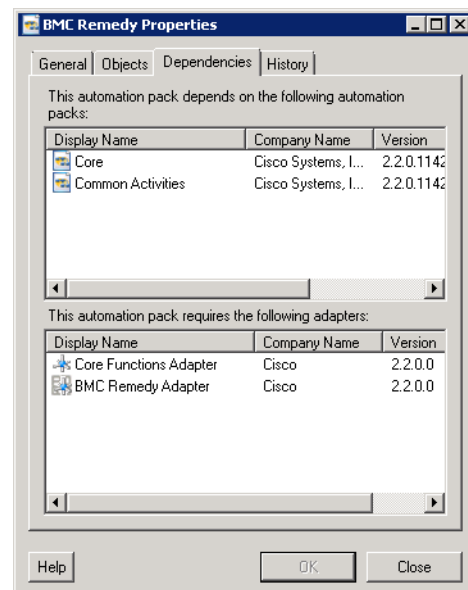 BMC Remedy Properties
General Objects Dependencies History
This automation pack depends on the following automation
packs:
Display Name Company Name Version
Core Cisco Systems, I... 2.2.0.1142
Common Activities Cisco Systems, I... 2.2.0.1142
This automation pack requires the following adapters:
Display Name Company Name Version
Core Functions Adapter Cisco 2.2.0.0
BMC Remedy Adapter Cisco 2.2.0.0
Help OK Close